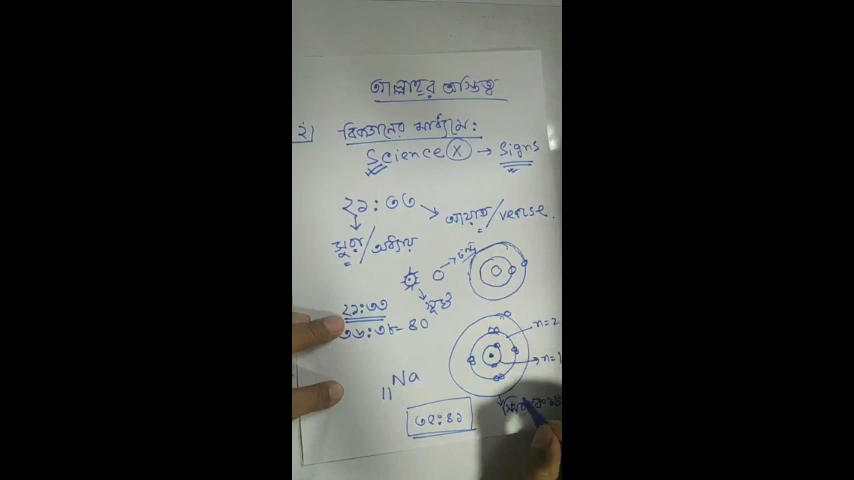 আল্লাহর অস্তিত্ব
২) বিজ্ঞানের মাধ্যমে:
Science (X) → Signs
২১:৩৩ → আয়াত/verse.
সূরা/অধ্যায়
চন্দ্র
সূর্য
২১:৩৩
৩৬:৩৮-৪০
n=2
n=1
11Na
৩৫:৪১